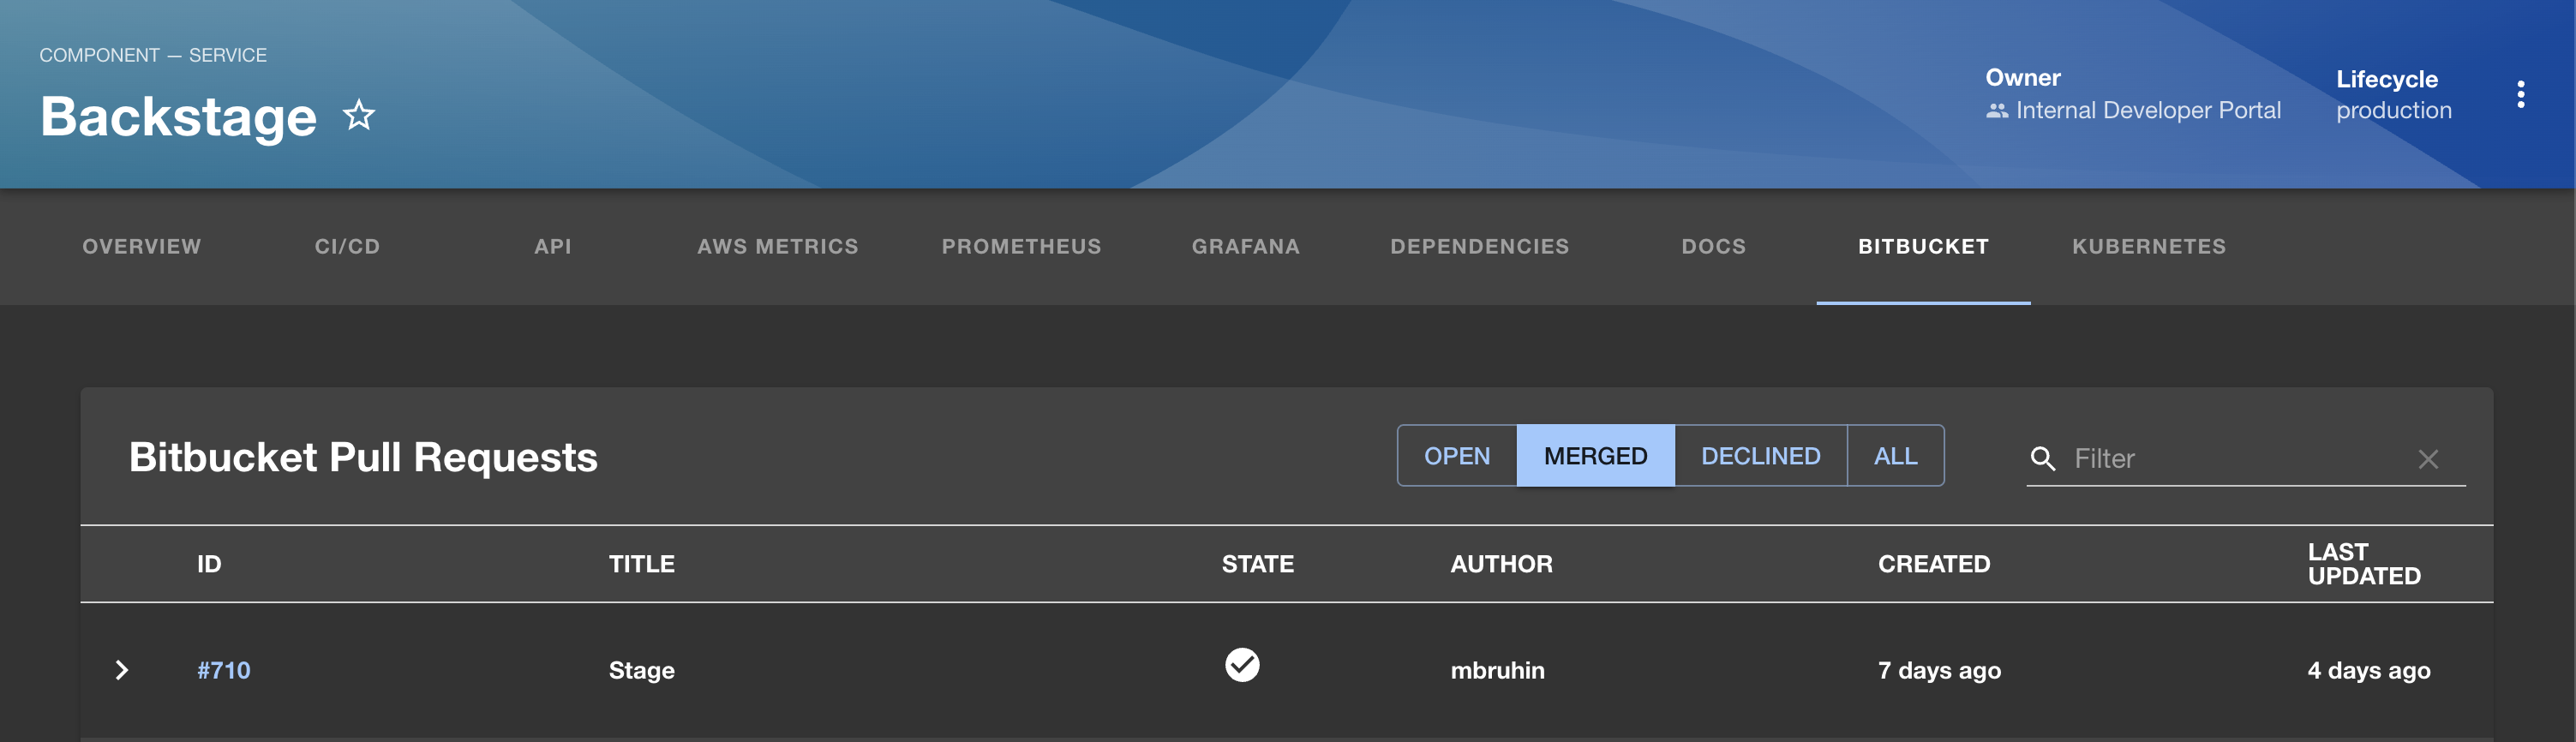 COMPONENT — SERVICE
Backstage
Owner
Internal Developer Portal
Lifecycle
production
OVERVIEW CI/CD API AWS METRICS PROMETHEUS GRAFANA DEPENDENCIES DOCS BITBUCKET KUBERNETES
Bitbucket Pull Requests
OPEN MERGED DECLINED ALL
Filter
ID TITLE STATE AUTHOR CREATED LAST UPDATED
#710 Stage mbruhin 7 days ago 4 days ago